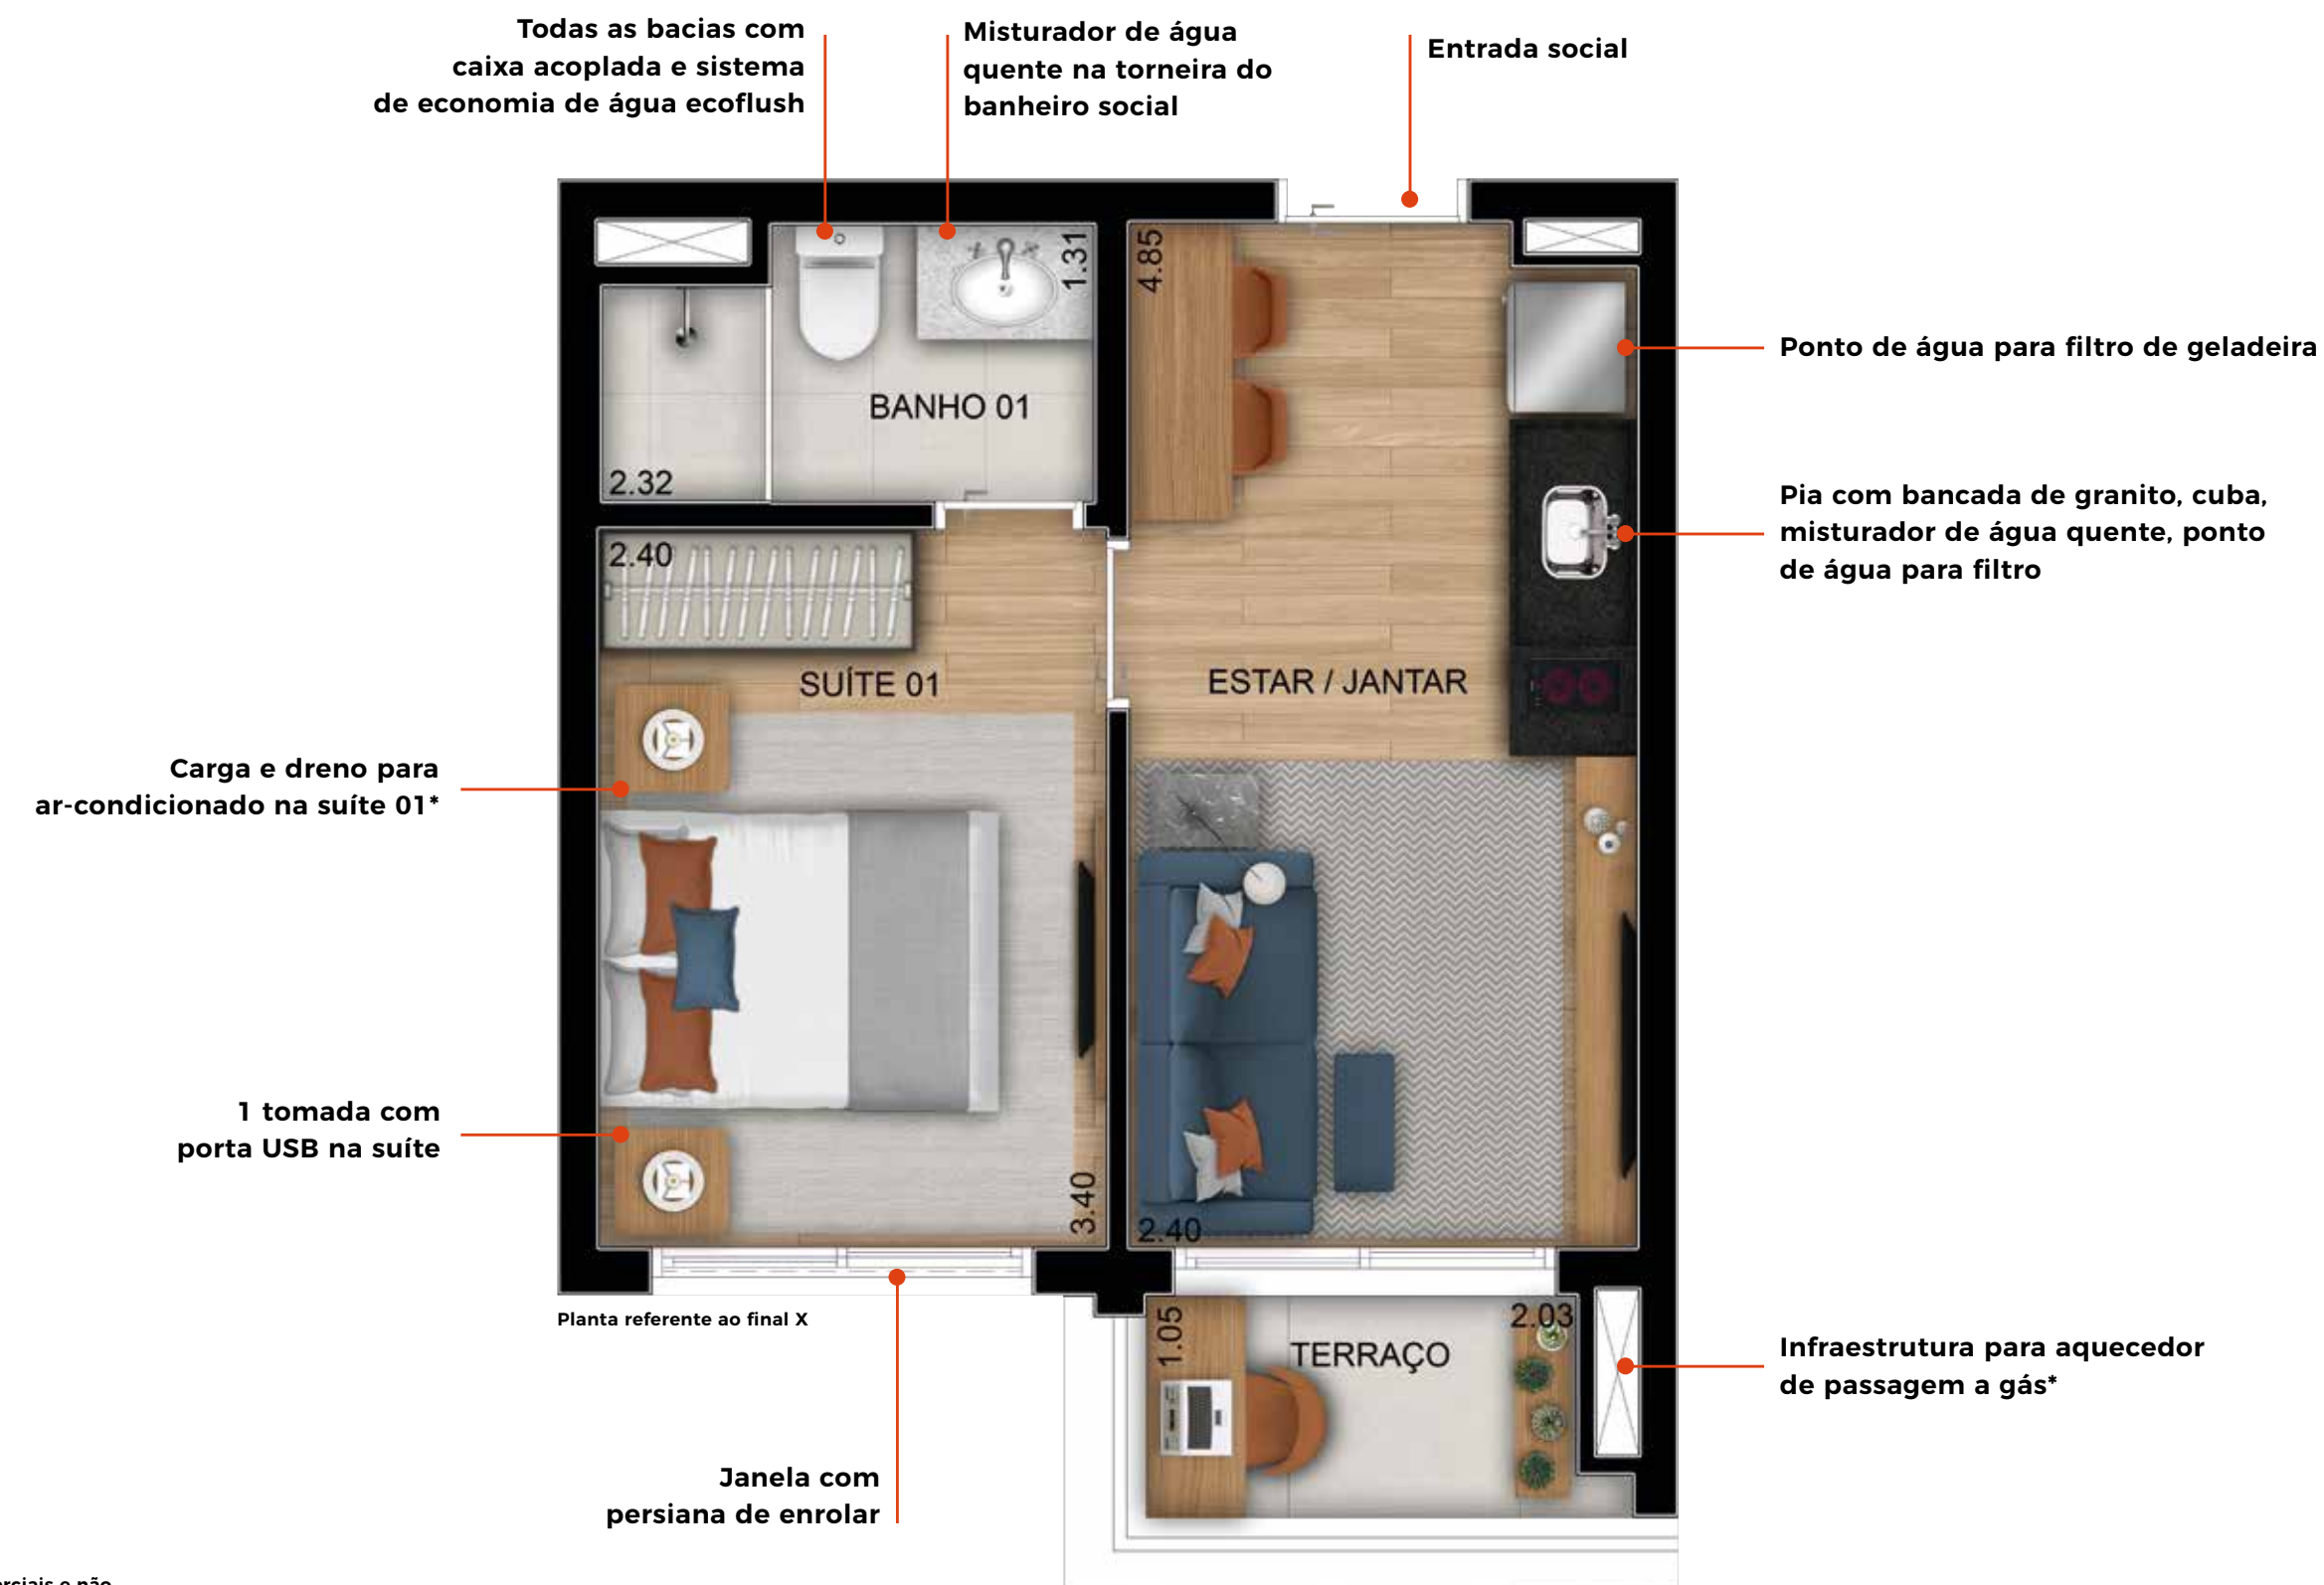 Todas as bacias com
caixa acoplada e sistema
de economia de água ecoflush
Misturador de água
quente na torneira do
banheiro social
Entrada social
1.31
4.85
Ponto de água para filtro de geladeira
BANHO 01
2.32
Pia com bancada de granito, cuba,
misturador de água quente, ponto
de água para filtro
2.40
SUÍTE 01
ESTAR / JANTAR
Carga e dreno para
ar-condicionado na suíte 01*
1 tomada com
porta USB na suíte
3.40
2.40
Planta referente ao final X
1.05
2.03
TERRAÇO
Infraestrutura para aquecedor
de passagem a gás*
Janela com
persiana de enrolar
e não